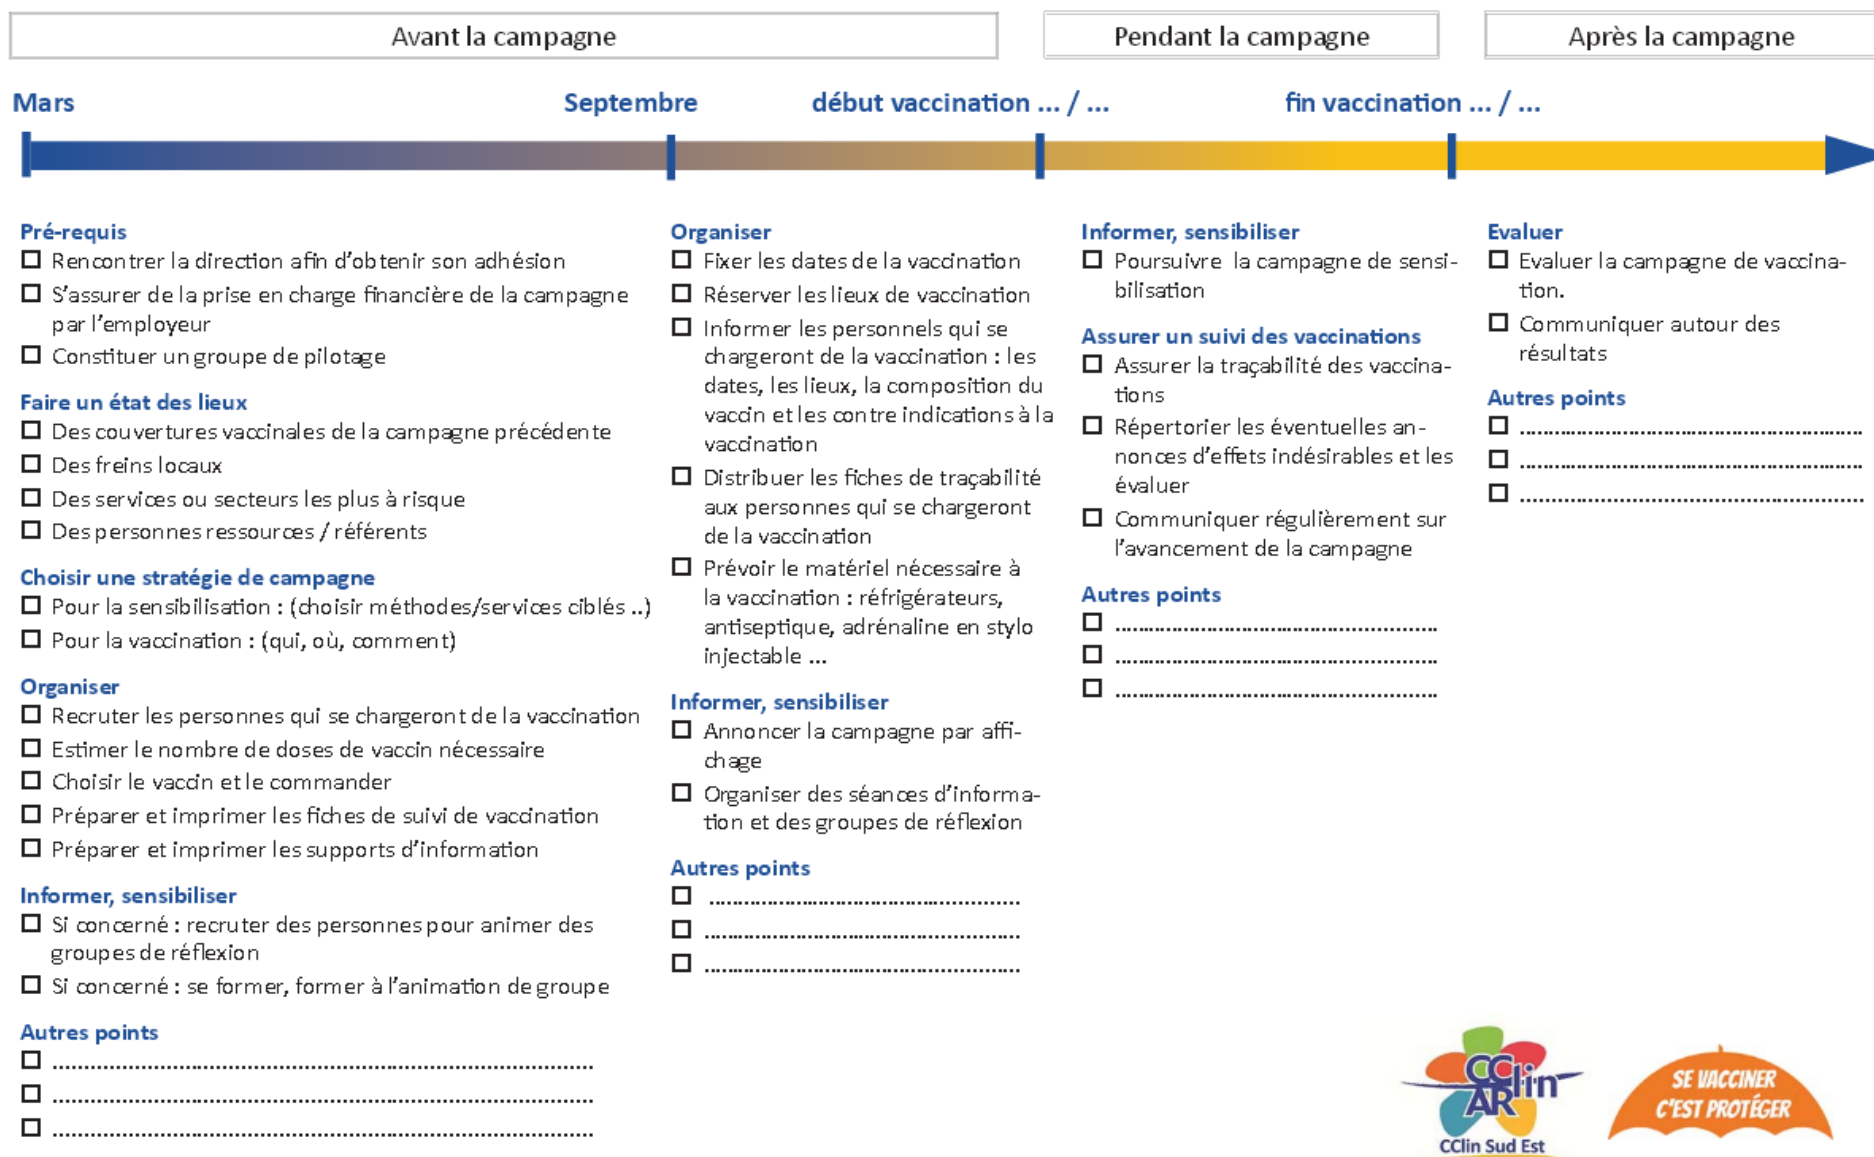 Avant la campagne
Pendant la campagne
Après la campagne
Mars
Septembre
début vaccination ... / ...
fin vaccination ... / ...
Pré-requis
Rencontrer la direction afin d'obtenir son adhésion
S'assurer de la prise en charge financière de la campagne
par l'employeur
Constituer un groupe de pilotage
Faire un état des lieux
Des couvertures vaccinales de la campagne précédente
Des freins locaux
Des services ou secteurs les plus à risque
Des personnes ressources / référents
Choisir une stratégie de campagne
Pour la sensibilisation : (choisir méthodes/services ciblés ..)
Pour la vaccination : (qui, où, comment)
Organiser
Recruter les personnes qui se chargeront de la vaccination
Estimer le nombre de doses de vaccin nécessaire
Choisir le vaccin et le commander
Préparer et imprimer les fiches de suivi de vaccination
Préparer et imprimer les supports d'information
Informer, sensibiliser
Si concerné : recruter des personnes pour animer des
groupes de réflexion
Si concerné : se former, former à l'animation de groupe
Autres points
Organiser
Fixer les dates de la vaccination
Réserver les lieux de vaccination
Informer les personnels qui se
chargeront de la vaccination : les
dates, les lieux, la composition du
vaccin et les contre indications à la
vaccination
Distribuer les fiches de traçabilité
aux personnes qui se chargeront
de la vaccination
Prévoir le matériel nécessaire à
la vaccination : réfrigérateurs,
antiseptique, adrénaline en stylo
injectable ...
Informer, sensibiliser
Annoncer la campagne par affi-
chage
Organiser des séances d'informa-
tion et des groupes de réflexion
Autres points
Informer, sensibiliser
Poursuivre la campagne de sensi-
bilisation
Assurer un suivi des vaccinations
Assurer la traçabilité des vaccina-
tions
Répertorier les éventuelles an-
nonces d'effets indésirables et les
évaluer
Communiquer régulièrement sur
l'avancement de la campagne
Autres points
Evaluer
Evaluer la campagne de vaccina-
tion.
Communiquer autour des
résultats
Autres points
CClin
AR
CClin Sud Est
SE VACCINER
C'EST PROTÉGER